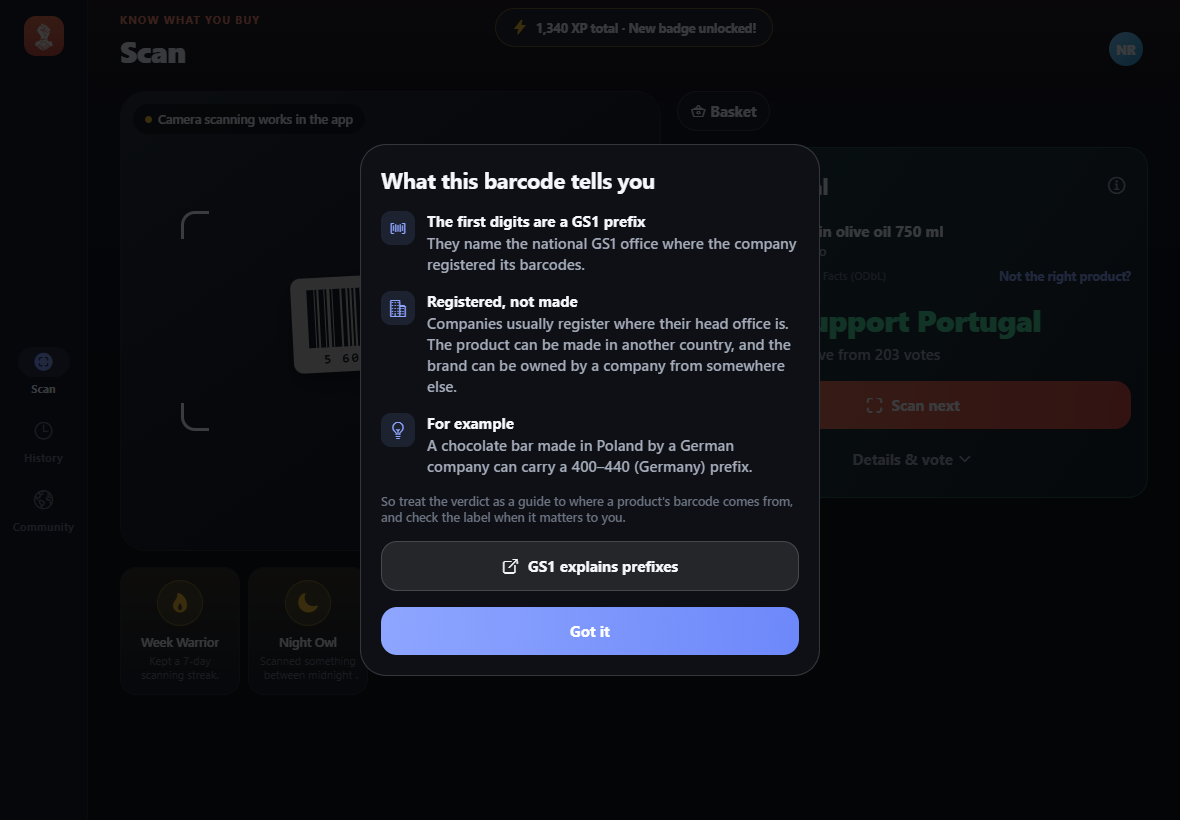 KNOW WHAT YOU BUY
Scan
1,340 XP total · New badge unlocked!
NR
Camera scanning works in the app
Basket
What this barcode tells you
The first digits are a GS1 prefix
They name the national GS1 office where the company
registered its barcodes.
Registered, not made
Companies usually register where their head office is.
The product can be made in another country, and the
brand can be owned by a company from somewhere
else.
For example
A chocolate bar made in Poland by a German
company can carry a 400–440 (Germany) prefix.
So treat the verdict as a guide to where a product's barcode comes from,
and check the label when it matters to you.
GS1 explains prefixes
Got it
in olive oil 750 ml
Facts (ODbL)
Not the right product?
upport Portugal
ve from 203 votes
Scan next
Details & vote
5 60
Scan
History
Community
Week Warrior
Kept a 7-day
scanning streak.
Night Owl
Scanned something
between midnight .